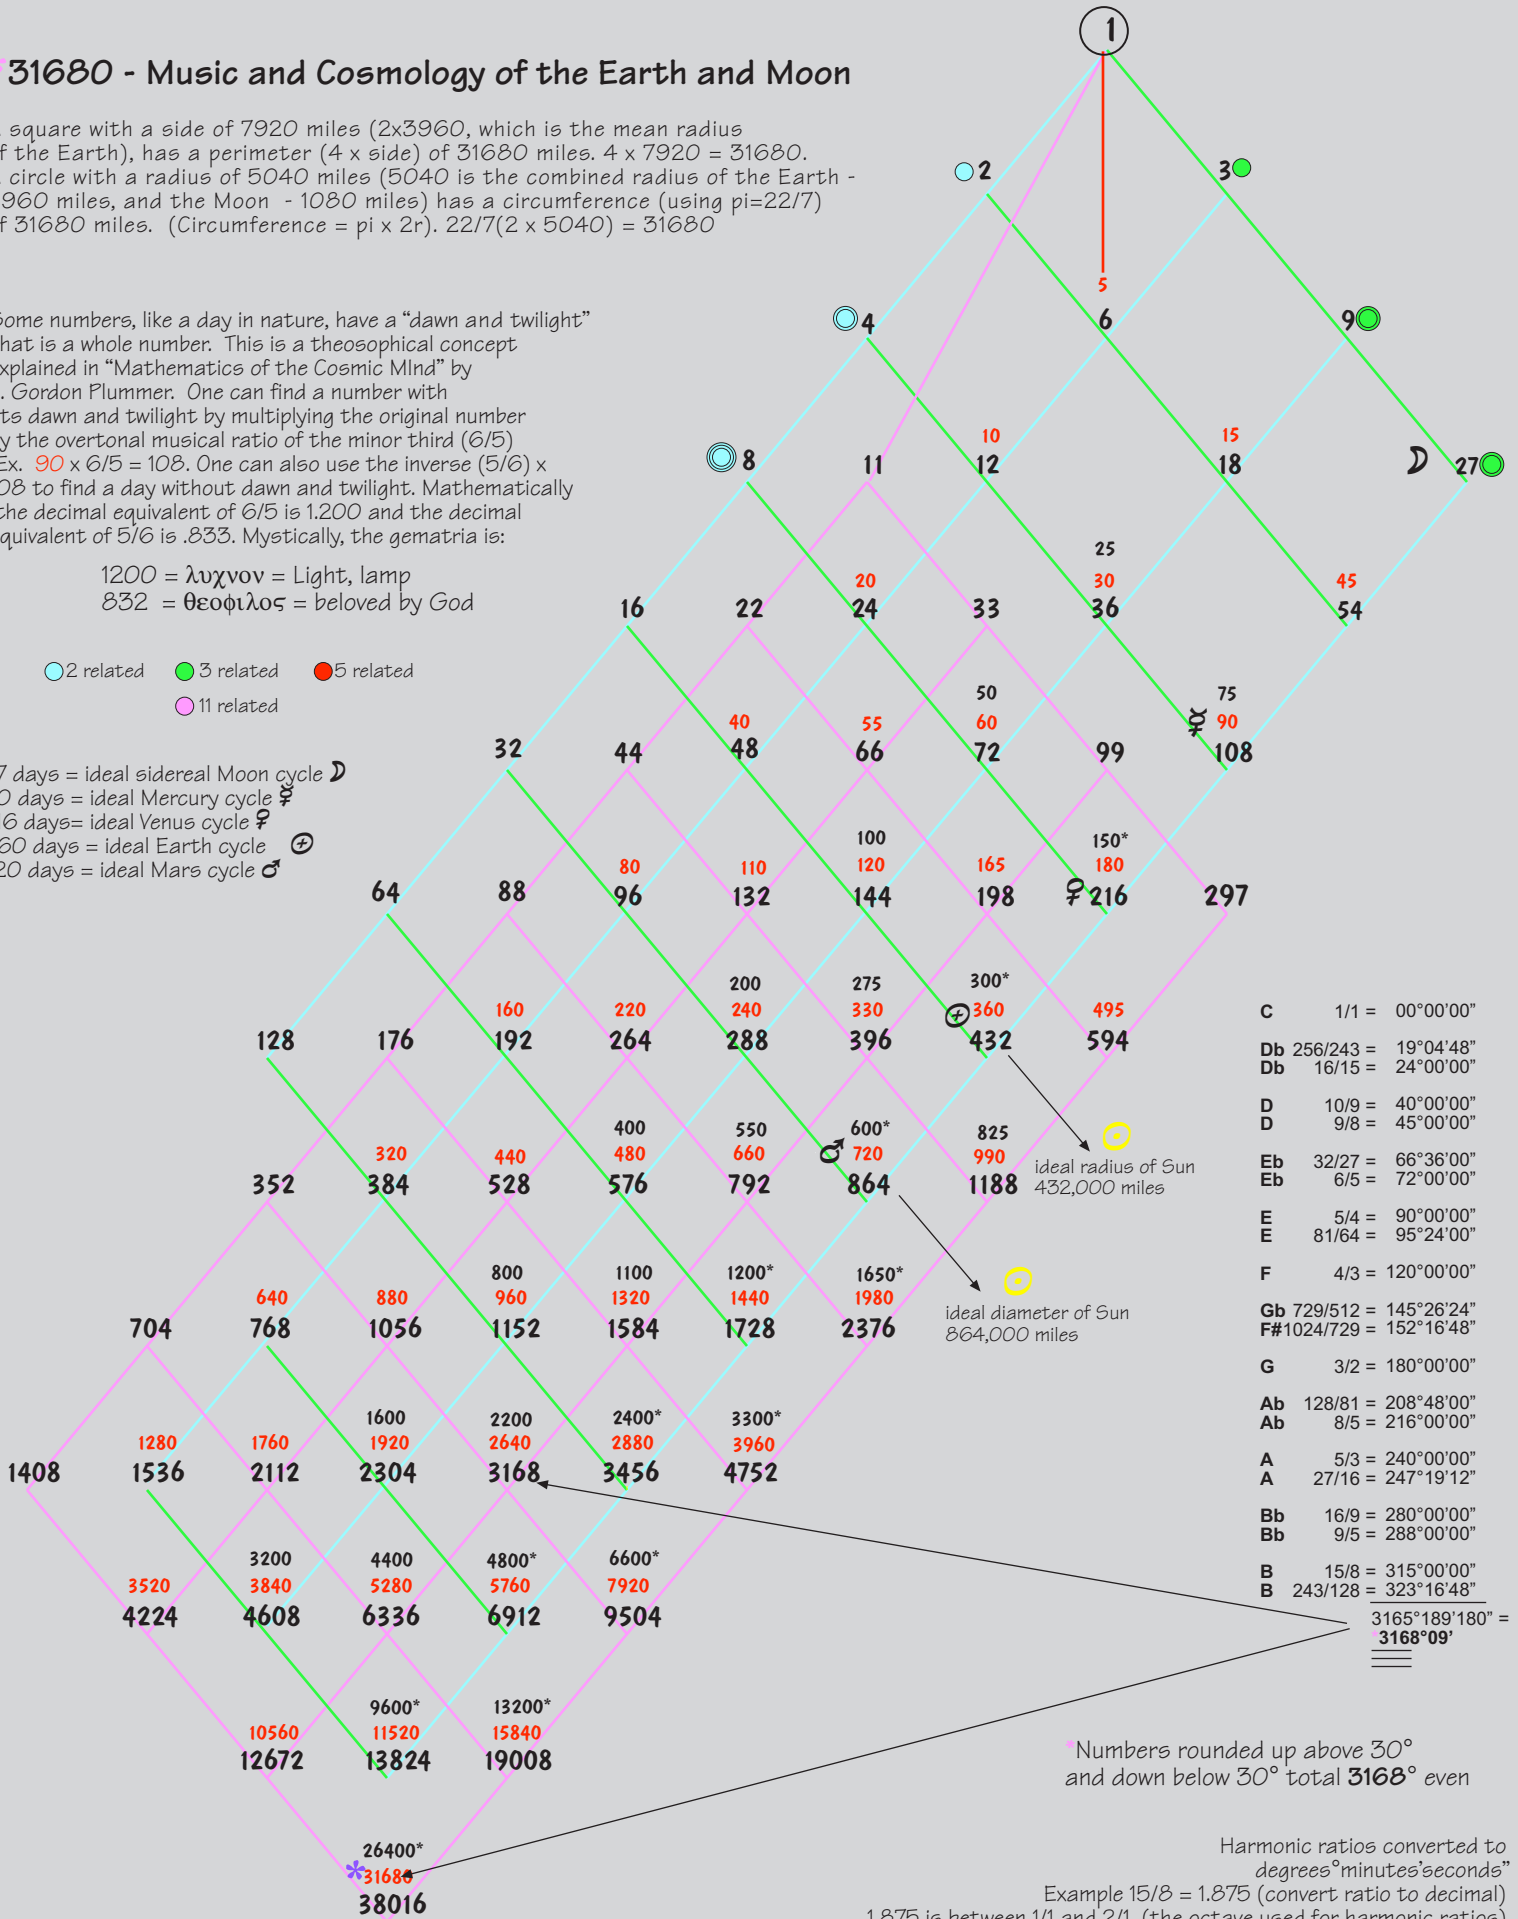 1
*31680 - Music and Cosmology of the Earth and Moon
square with a side of 7920 miles (2x3960, which is the mean radius
f the Earth), has a perimeter (4 x side) of 31680 miles. 4 x 7920 = 31680.
circle with a radius of 5040 miles (5040 is the combined radius of the Earth -
960 miles, and the Moon - 1080 miles) has a circumference (using pi=22/7)
f 31680 miles. (Circumference = pi x 2r). 22/7(2 x 5040) = 31680
2 3
5
4 6 9
ome numbers, like a day in nature, have a “dawn and twilight”
hat is a whole number. This is a theosophical concept
xplained in “Mathematics of the Cosmic MInd” by
. Gordon Plummer. One can find a number with
ts dawn and twilight by multiplying the original number
y the overtonal musical ratio of the minor third (6/5)
Ex. 90 x 6/5 = 108. One can also use the inverse (5/6) x
08 to find a day without dawn and twilight. Mathematically
the decimal equivalent of 6/5 is 1.200 and the decimal
quivalent of 5/6 is .833. Mystically, the gematria is:
1200 = λυχνον = Light, lamp
832 = θεοφιλος = beloved by God
10 15
8 11 12 18 ☽ 27
25
20 30 45
16 22 24 33 36 54
2 related 3 related 5 related
11 related
50 75
40 55 60 ☿ 90
32 44 48 66 72 99 108
7 days = ideal sidereal Moon cycle ☽
0 days = ideal Mercury cycle ☿
16 days= ideal Venus cycle ♀
60 days = ideal Earth cycle ⊕
20 days = ideal Mars cycle ♂
100 150*
80 110 120 165 180
64 88 96 132 144 198 ♀ 216 297
200 275 300*
160 220 240 330 ⊕ 360 495
128 176 192 264 288 396 432 594
400 550 600* 825
320 440 480 660 ♂ 720 990
352 384 528 576 792 864 1188
☉
ideal radius of Sun
432,000 miles
800 1100 1200* 1650*
640 880 960 1320 1440 1980
704 768 1056 1152 1584 1728 2376
☉
ideal diameter of Sun
864,000 miles
1600 2200 2400* 3300*
1280 1760 1920 2640 2880 3960
1408 1536 2112 2304 3168 3456 4752
3200 4400 4800* 6600*
3520 3840 5280 5760 7920
4224 4608 6336 6912 9504
9600* 13200*
10560 11520 15840
12672 13824 19008
26400*
* 31680
38016
C 1/1 = 00°00’00”
Db 256/243 = 19°04’48”
Db 16/15 = 24°00’00”
D 10/9 = 40°00’00”
D 9/8 = 45°00’00”
Eb 32/27 = 66°36’00”
Eb 6/5 = 72°00’00”
E 5/4 = 90°00’00”
E 81/64 = 95°24’00”
F 4/3 = 120°00’00”
Gb 729/512 = 145°26’24”
F#1024/729 = 152°16’48”
G 3/2 = 180°00’00”
Ab 128/81 = 208°48’00”
Ab 8/5 = 216°00’00”
A 5/3 = 240°00’00”
A 27/16 = 247°19’12”
Bb 16/9 = 280°00’00”
Bb 9/5 = 288°00’00”
B 15/8 = 315°00’00”
B 243/128 = 323°16’48”
3165°189’180” =
*3168°09’
*Numbers rounded up above 30°
and down below 30° total 3168° even
Harmonic ratios converted to
degrees°minutes’seconds”
Example 15/8 = 1.875 (convert ratio to decimal)
1.875 is between 1/1 and 2/1 (the octave used for harmonic ratios)